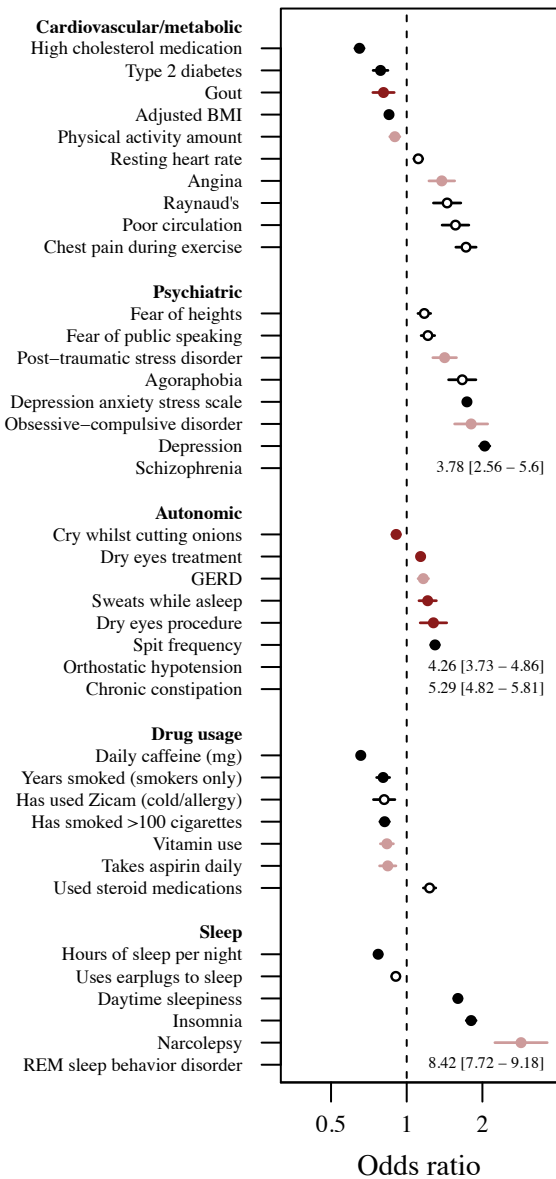 Cardiovascular/metabolic
High cholesterol medication
Type 2 diabetes
Gout
Adjusted BMI
Physical activity amount
Resting heart rate
Angina
Raynaud's
Poor circulation
Chest pain during exercise
Psychiatric
Fear of heights
Fear of public speaking
Post−traumatic stress disorder
Agoraphobia
Depression anxiety stress scale
Obsessive−compulsive disorder
Depression
Schizophrenia 3.78 [2.56 − 5.6]
Autonomic
Cry whilst cutting onions
Dry eyes treatment
GERD
Sweats while asleep
Dry eyes procedure
Spit frequency
Orthostatic hypotension 4.26 [3.73 − 4.86]
Chronic constipation 5.29 [4.82 − 5.81]
Drug usage
Daily caffeine (mg)
Years smoked (smokers only)
Has used Zicam (cold/allergy)
Has smoked >100 cigarettes
Vitamin use
Takes aspirin daily
Used steroid medications
Sleep
Hours of sleep per night
Uses earplugs to sleep
Daytime sleepiness
Insomnia
Narcolepsy
REM sleep behavior disorder 8.42 [7.72 − 9.18]
0.5 1 2
Odds ratio